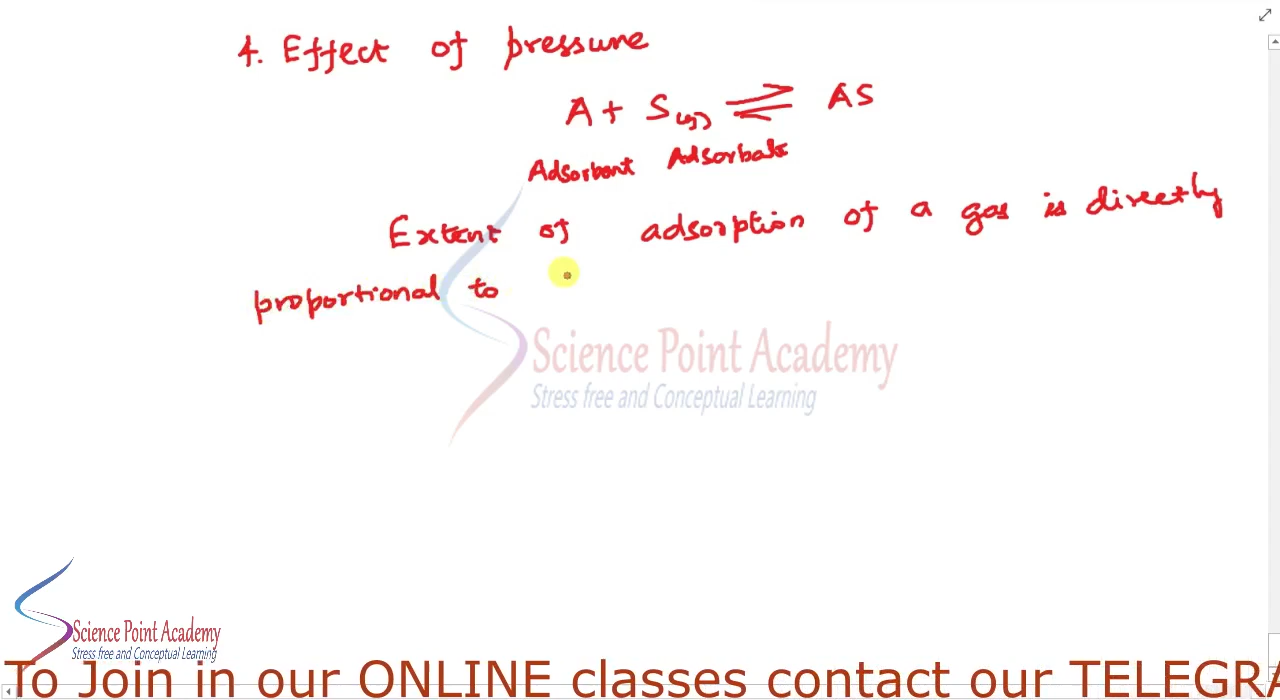 4. Effect of pressure
A + S(g) ⇌ AS
Adsorbent Adsorbate
Extent of adsorption of a gas is directly
proportional to
Science Point Academy
Stress free and Conceptual Learning
Science Point Academy
Stress free and Conceptual Learning
To Join in our ONLINE classes contact our TELEGRA